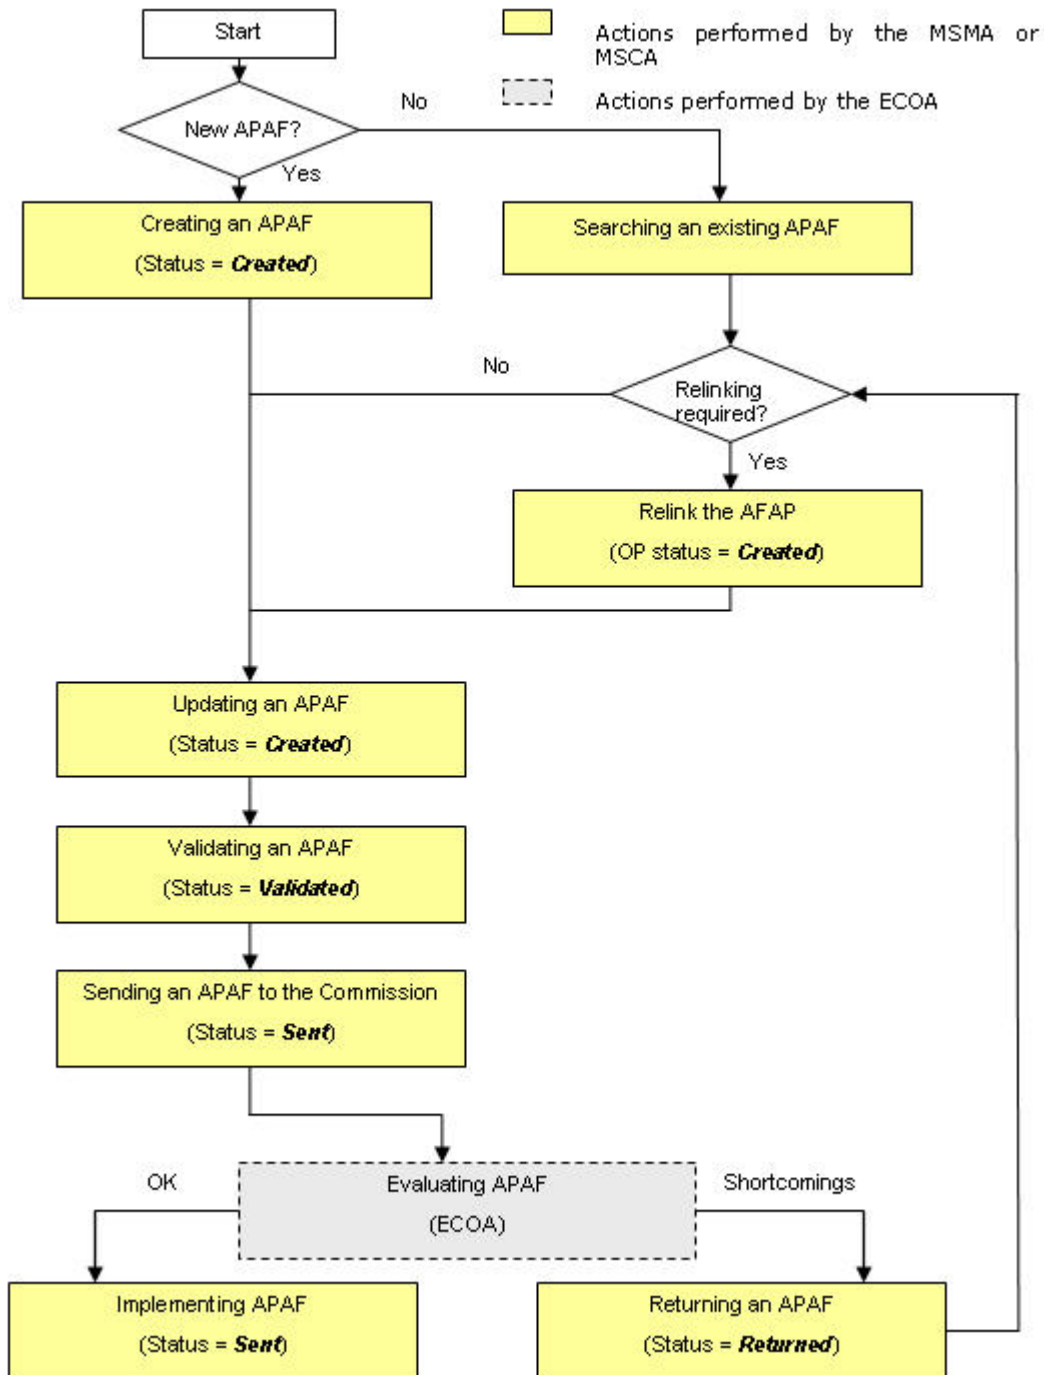 Start
Actions performed by the MSMA or
MSCA
No
Actions performed by the ECOA
New APAF?
Yes
Creating an APAF
(Status = Created)
Searching an existing APAF
No
Relinking
required?
Yes
Relink the AFAP
(OP status = Created)
Updating an APAF
(Status = Created)
Validating an APAF
(Status = Validated)
Sending an APAF to the Commission
(Status = Sent)
OK
Evaluating APAF
(ECOA)
Shortcomings
Implementing APAF
(Status = Sent)
Returning an APAF
(Status = Returned)